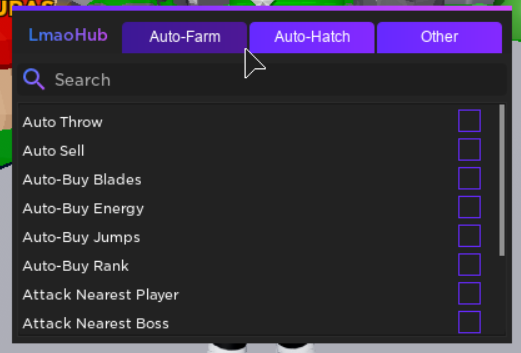 LmaoHub Auto-Farm Auto-Hatch Other
Search
Auto Throw
Auto Sell
Auto-Buy Blades
Auto-Buy Energy
Auto-Buy Jumps
Auto-Buy Rank
Attack Nearest Player
Attack Nearest Boss